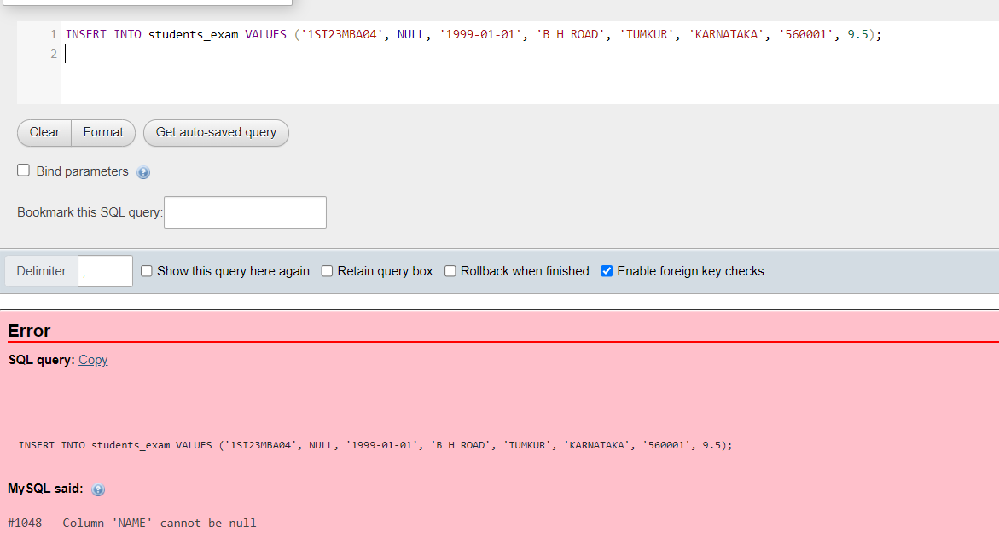 1 INSERT INTO students_exam VALUES ('1SI23MBA04', NULL, '1999-01-01', 'B H ROAD', 'TUMKUR', 'KARNATAKA', '560001', 9.5);
2
Clear Format Get auto-saved query
Bind parameters
Bookmark this SQL query:
Delimiter ; Show this query here again Retain query box Rollback when finished Enable foreign key checks
Error
SQL query: Copy
INSERT INTO students_exam VALUES ('1SI23MBA04', NULL, '1999-01-01', 'B H ROAD', 'TUMKUR', 'KARNATAKA', '560001', 9.5);
MySQL said:
#1048 - Column 'NAME' cannot be null